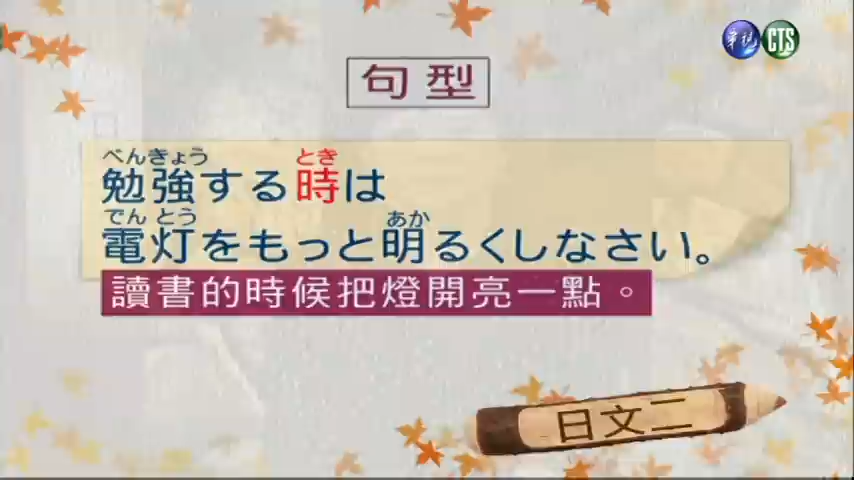 華視 CTS
句型
べんきょう とき
勉強する時は
でんとう あか
電灯をもっと明るくしなさい。
讀書的時候把燈開亮一點。
日文二